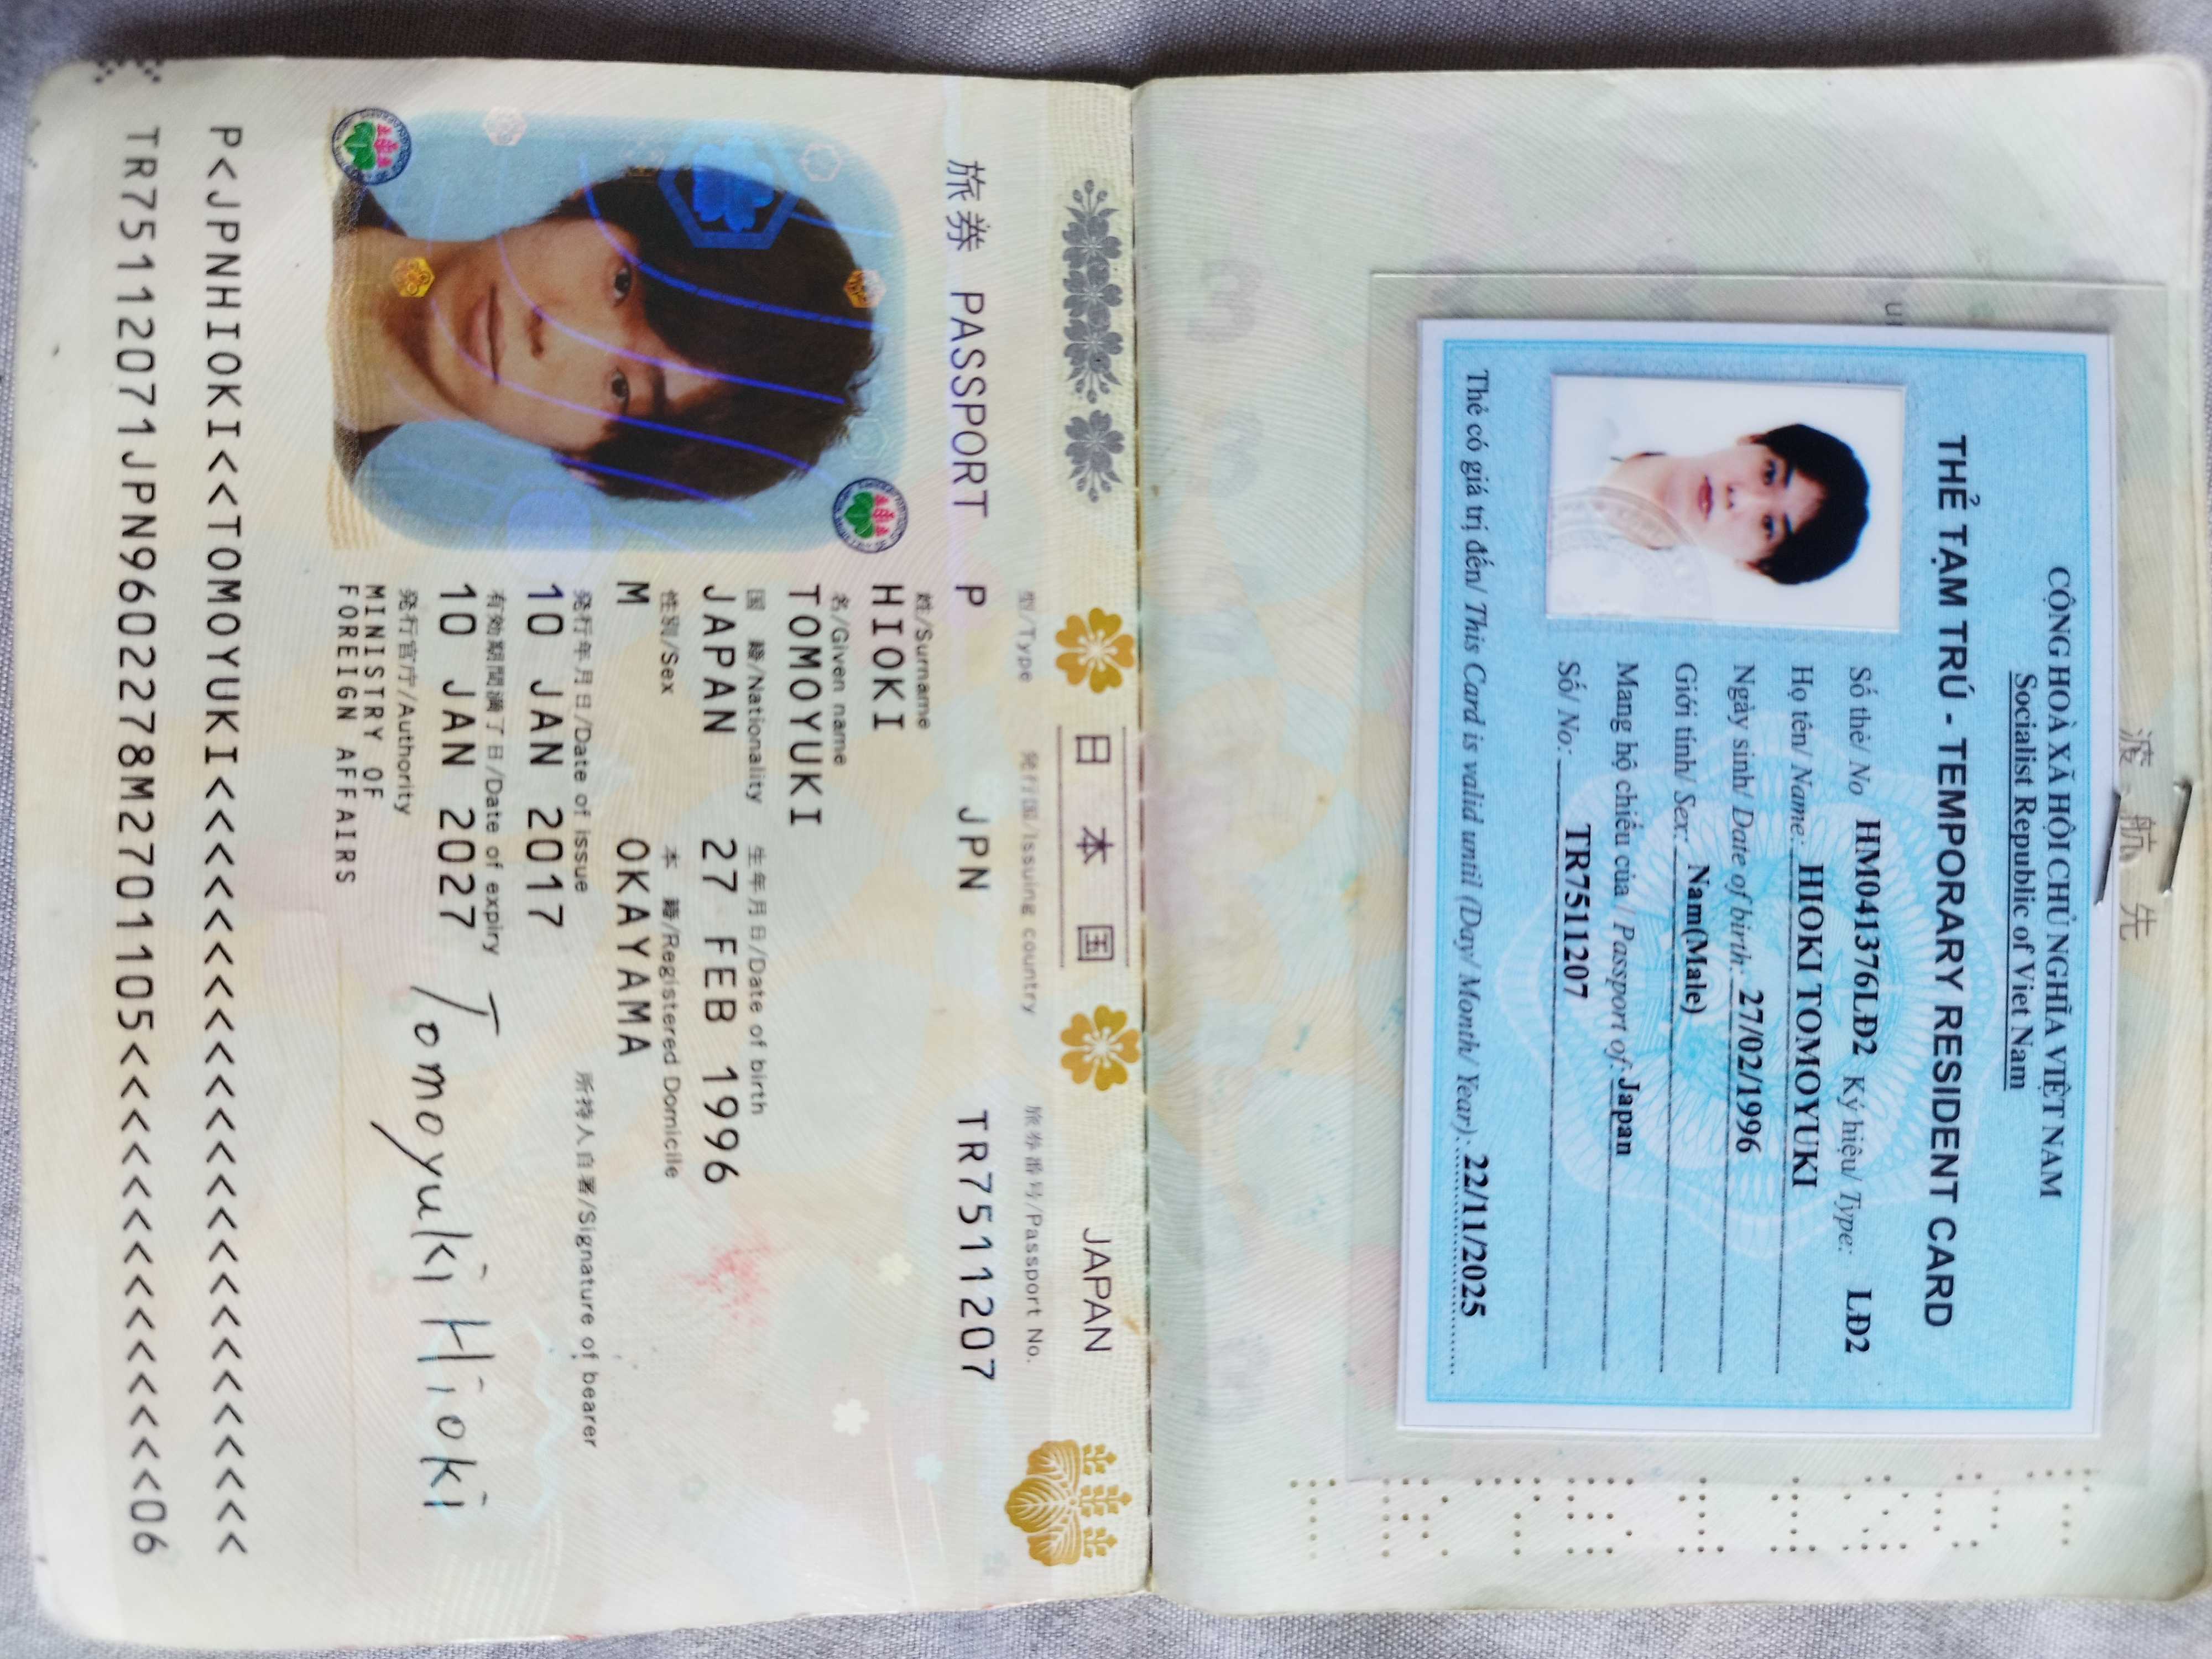 日本国 JAPAN
型/Type 発行国/Issuing country 旅券番号/Passport No.
旅券 PASSPORT P JPN TR7511207
姓/Surname
HIOKI
名/Given name
TOMOYUKI
国 籍/Nationality 生年月日/Date of birth
JAPAN 27 FEB 1996
性別/Sex 本 籍/Registered Domicile
M OKAYAMA
発行年月日/Date of issue 所持人自署/Signature of bearer
10 JAN 2017
有効期間満了日/Date of expiry
10 JAN 2027
Tomoyuki Hioki
発行官庁/Authority
MINISTRY OF
FOREIGN AFFAIRS
P<JPNHIOKI<<TOMOYUKI<<<<<<<<<<<<<<<<<<<<<<<<
TR75112071JPN9602278M2701105<<<<<<<<<<<<<<06
CỘNG HOÀ XÃ HỘI CHỦ NGHĨA VIỆT NAM
Socialist Republic of Viet Nam
THẺ TẠM TRÚ - TEMPORARY RESIDENT CARD
Số thẻ/ No HM041376LĐ2 Ký hiệu/ Type: LĐ2
Họ tên/ Name: HIOKI TOMOYUKI
Ngày sinh/ Date of birth: 27/02/1996
Giới tính/ Sex: Nam(Male)
Mang hộ chiếu của / Passport of: Japan
Số/ No: TR7511207
Thẻ có giá trị đến/ This Card is valid until (Day/ Month/ Year): 22/11/2025